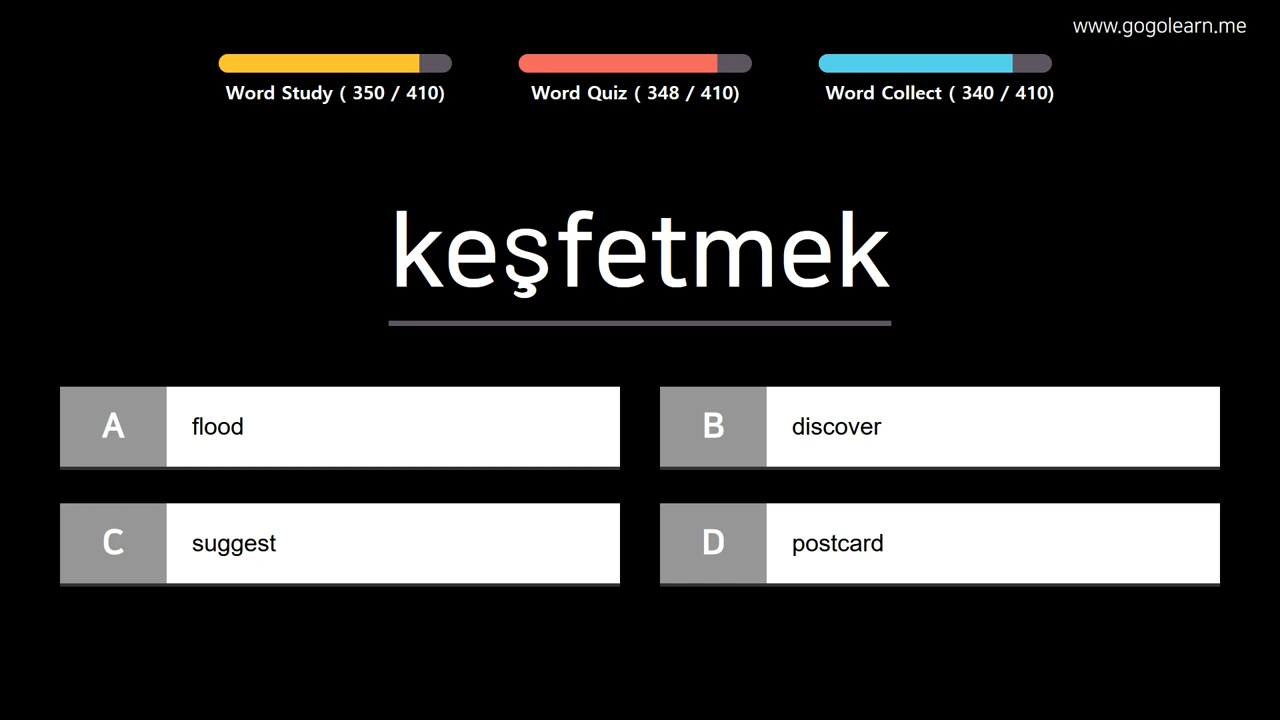 www.gogolearn.me
Word Study ( 350 / 410)
Word Quiz ( 348 / 410)
Word Collect ( 340 / 410)
keşfetmek
A flood
B discover
C suggest
D postcard